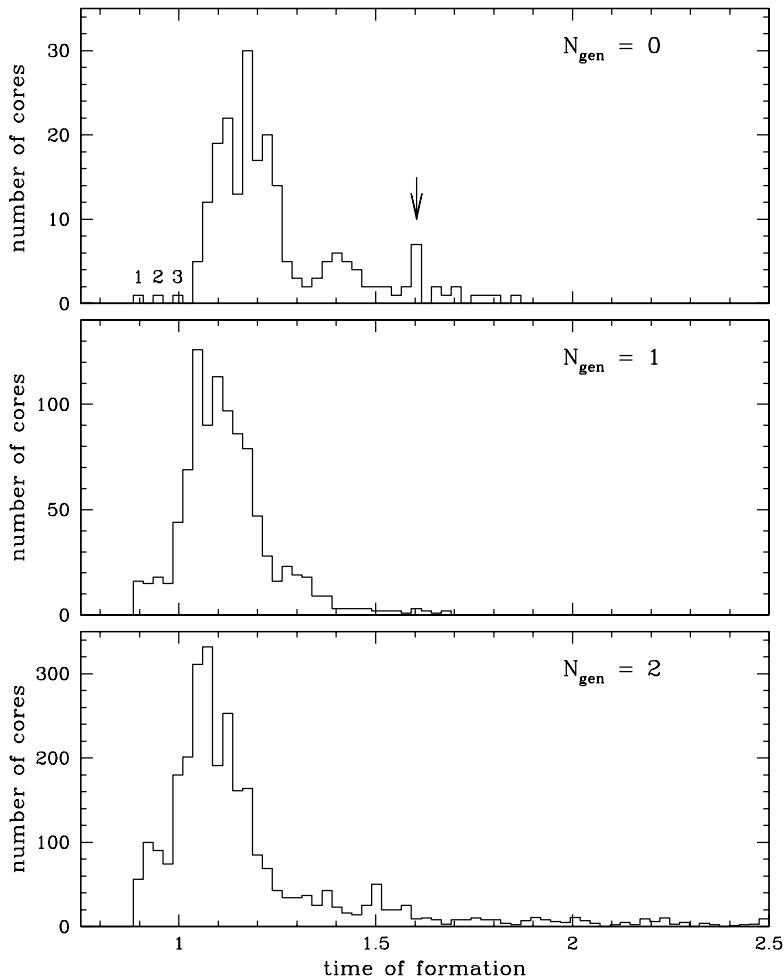 N_gen = 0
30
20
10
0
number of cores
1 2 3
N_gen = 1
100
50
0
number of cores
N_gen = 2
300
200
100
0
number of cores
1 1.5 2 2.5
time of formation